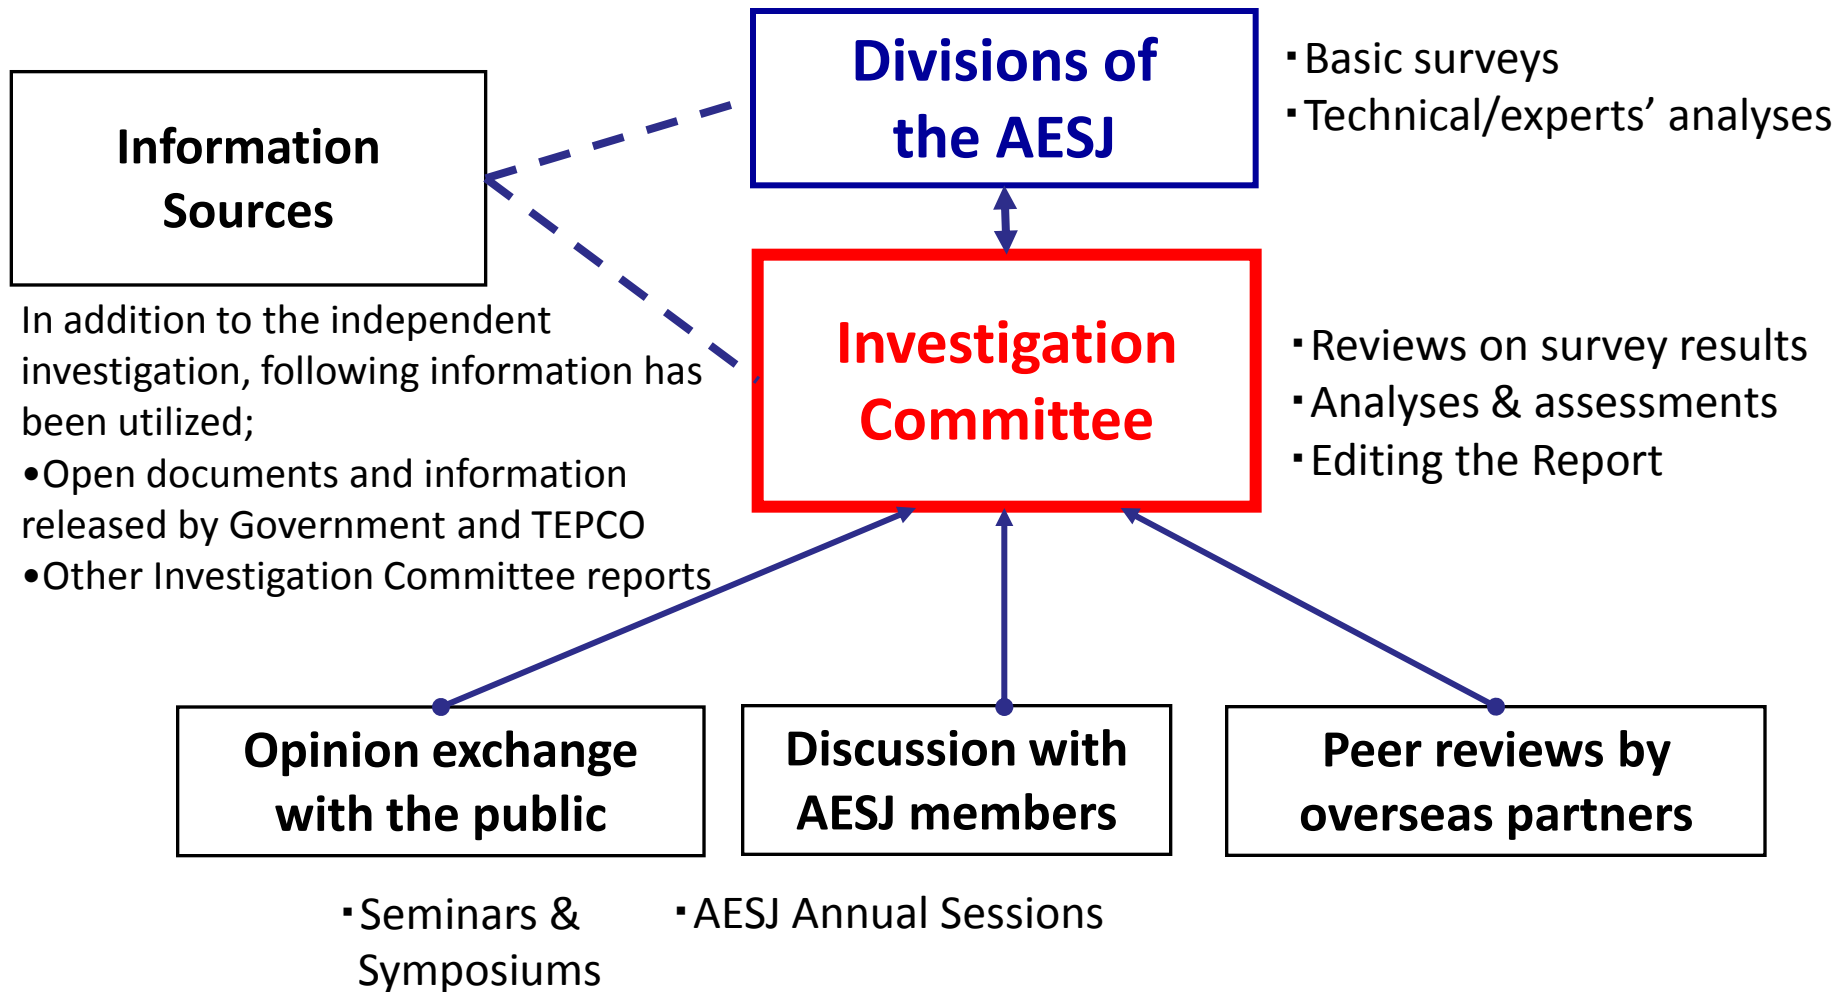 Divisions of
the AESJ
・Basic surveys
・Technical/experts’ analyses
Information
Sources
In addition to the independent
investigation, following information has
been utilized;
•Open documents and information
released by Government and TEPCO
•Other Investigation Committee reports
Investigation
Committee
・Reviews on survey results
・Analyses & assessments
・Editing the Report
Opinion exchange
with the public
Discussion with
AESJ members
Peer reviews by
overseas partners
・Seminars &
Symposiums
・AESJ Annual Sessions